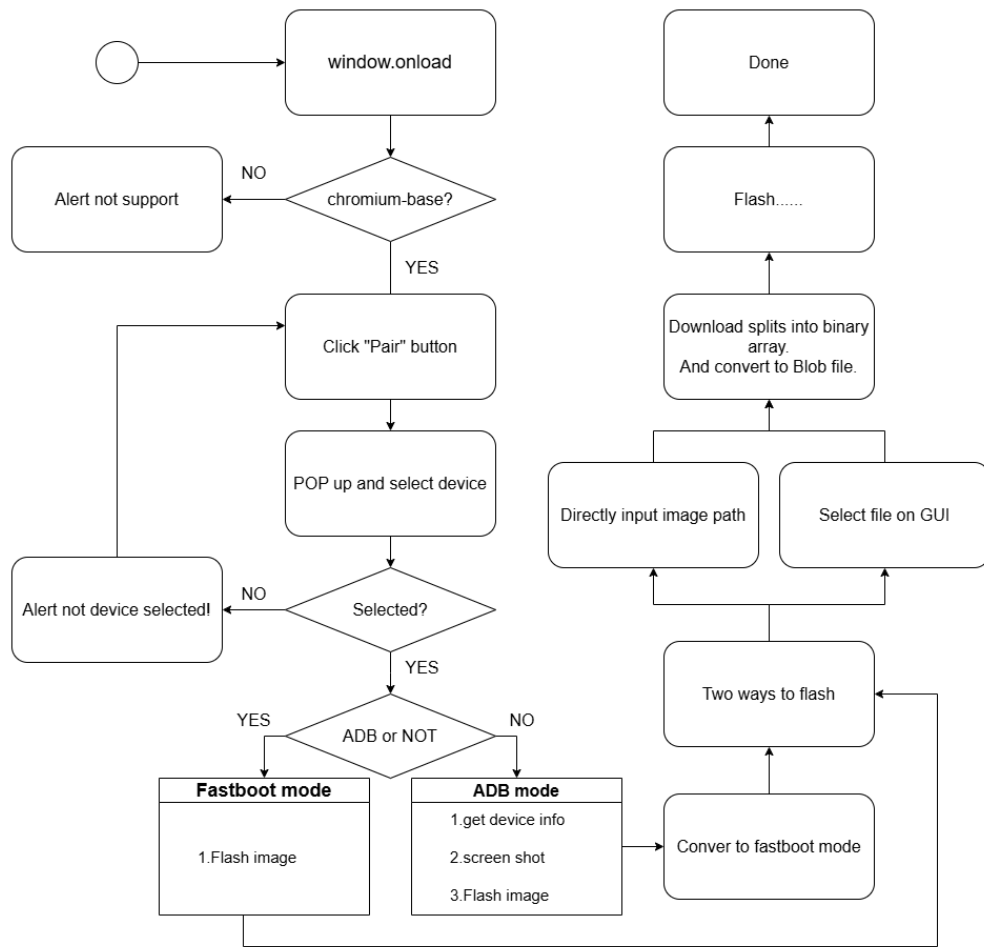 window.onload
Done
NO
Alert not support
chromium-base?
Flash......
YES
Click "Pair" button
Download splits into binary
array.
And convert to Blob file.
POP up and select device
Directly input image path
Select file on GUI
NO
Alert not device selected!
Selected?
YES
Two ways to flash
YES
ADB or NOT
NO
Fastboot mode
1.Flash image
ADB mode
1.get device info
2.screen shot
3.Flash image
Conver to fastboot mode